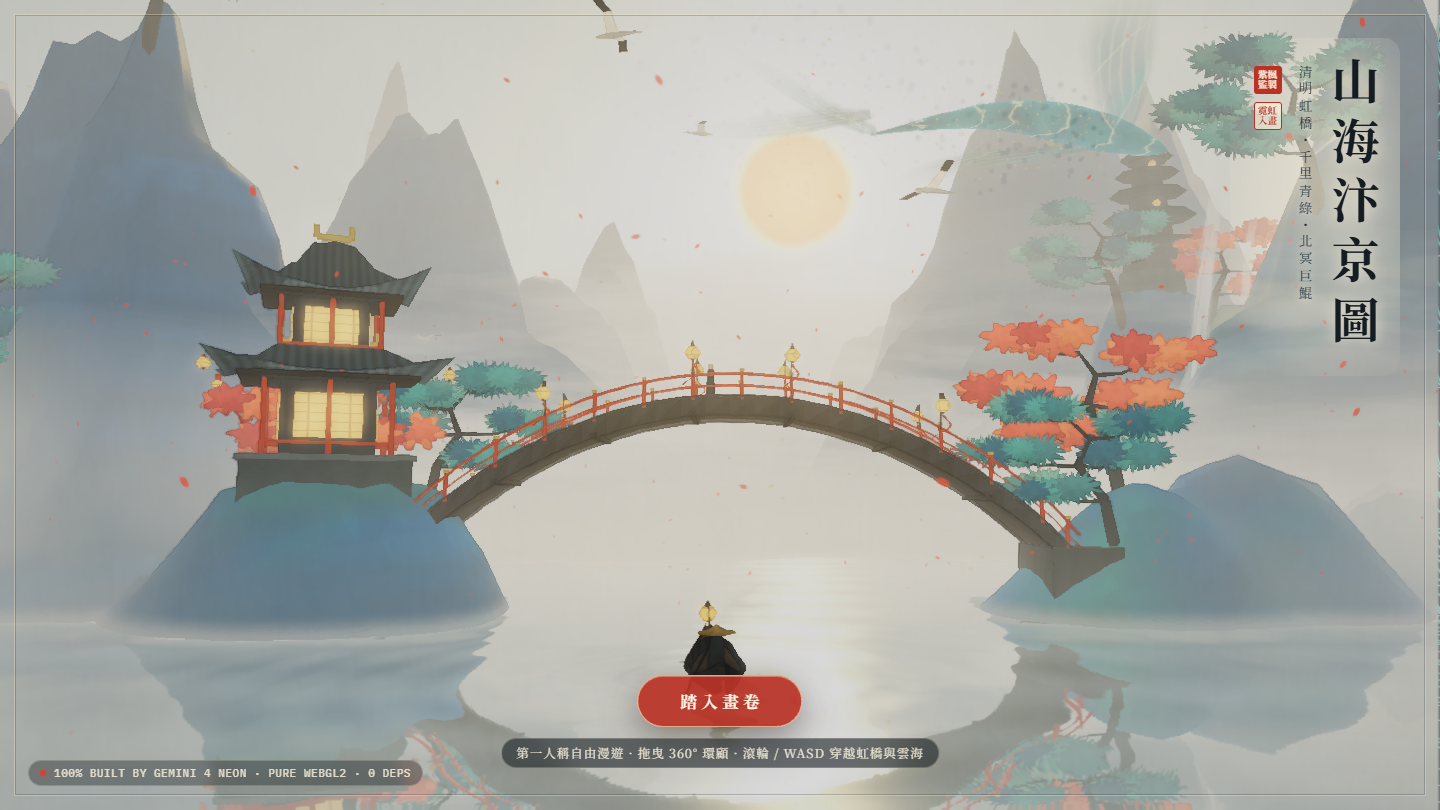 山海汴京圖
清明虹橋·千里青綠·北冥巨鯤
踏入畫卷
第一人稱自由漫遊 · 拖曳 360° 環顧 · 滾輪 / WASD 穿越虹橋與雲海
100% BUILT BY GEMINI 4 NEON · PURE WEBGL2 · 0 DEPS